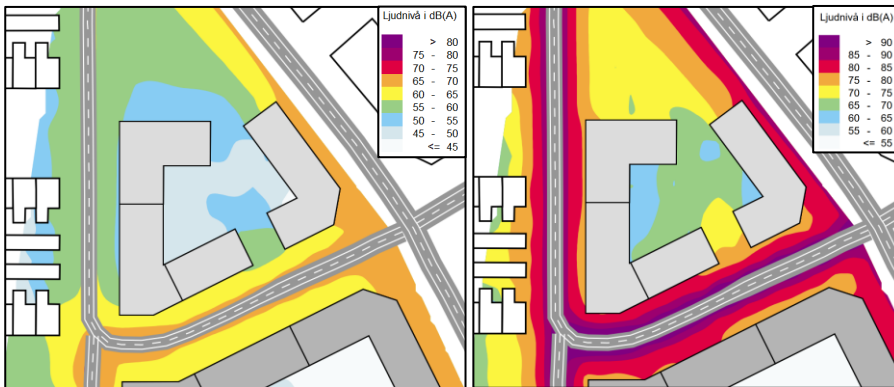 Ljudnivå i dB(A)
> 80
75 - 80
70 - 75
65 - 70
60 - 65
55 - 60
50 - 55
45 - 50
<= 45
Ljudnivå i dB(A)
> 90
85 - 90
80 - 85
75 - 80
70 - 75
65 - 70
60 - 65
55 - 60
<= 55